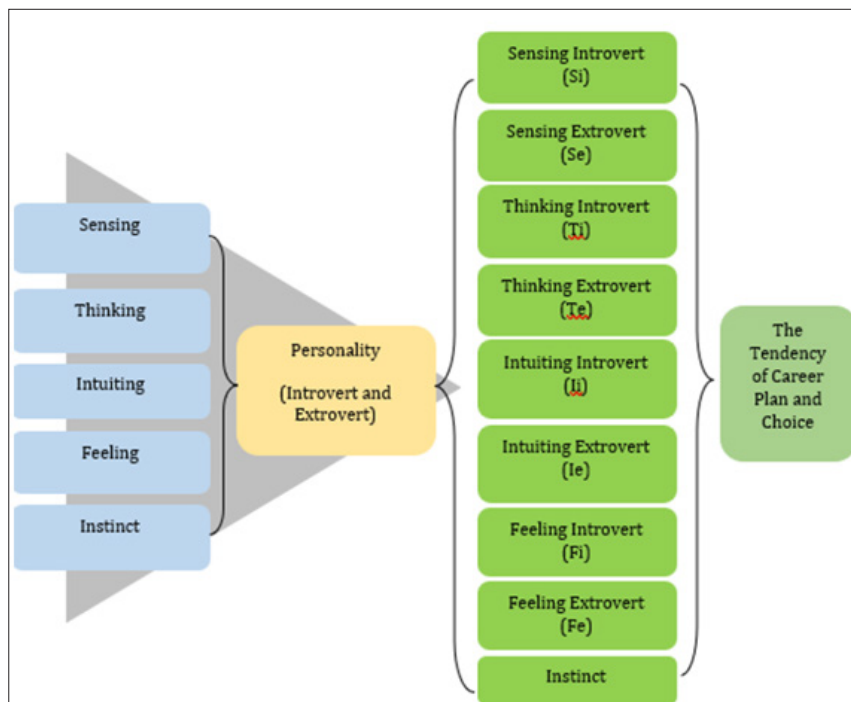 Sensing
Thinking
Intuiting
Feeling
Instinct
Personality
(Introvert and
Extrovert)
Sensing Introvert
(Si)
Sensing Extrovert
(Se)
Thinking Introvert
(Ti)
Thinking Extrovert
(Te)
Intuiting Introvert
(Ii)
Intuiting Extrovert
(Ie)
Feeling Introvert
(Fi)
Feeling Extrovert
(Fe)
Instinct
The
Tendency
of Career
Plan and
Choice